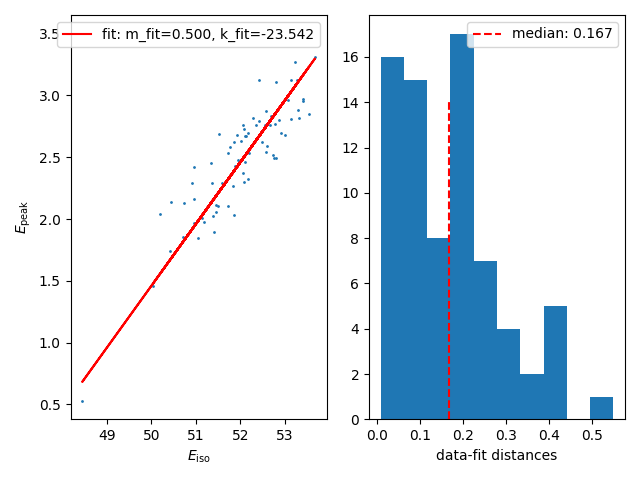 fit: m_fit=0.500, k_fit=-23.542
3.5
3.0
2.5
2.0
1.5
1.0
0.5
E_peak
49 50 51 52 53
E_iso
median: 0.167
16
14
12
10
8
6
4
2
0
0.0 0.1 0.2 0.3 0.4 0.5
data-fit distances